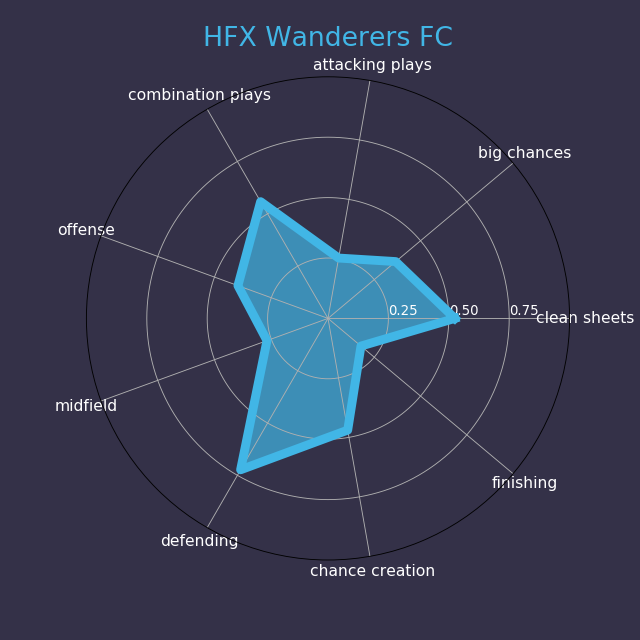 HFX Wanderers FC
attacking plays
combination plays
big chances
offense
0.25
0.50
0.75
clean sheets
midfield
finishing
defending
chance creation